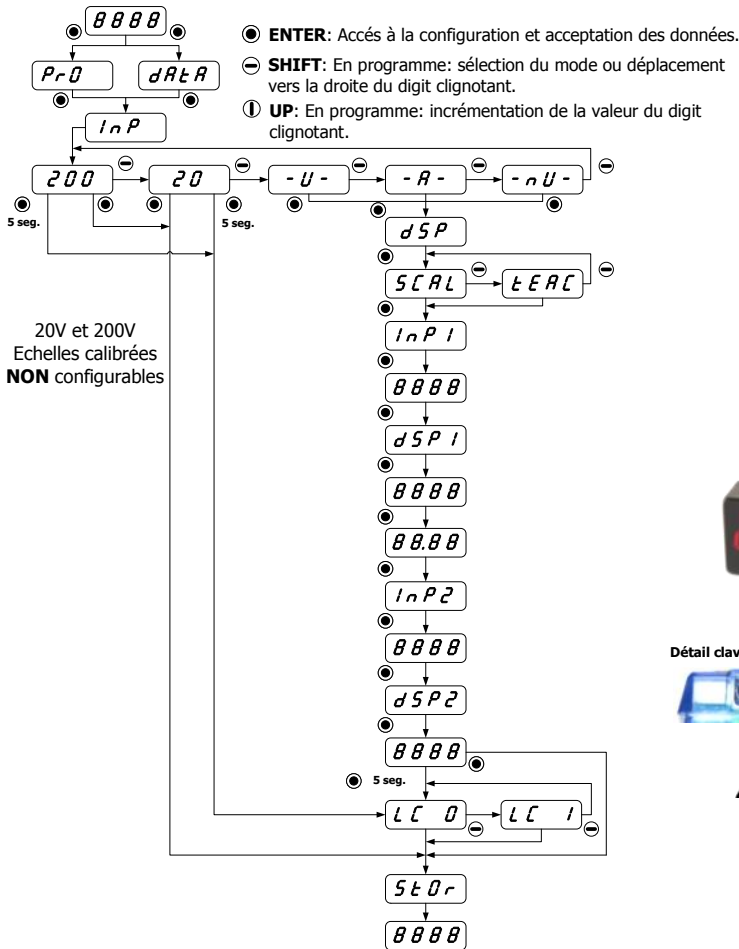 8888
ENTER: Accés à la configuration et acceptation des données.
PrO dAtA
SHIFT: En programme: sélection du mode ou déplacement
vers la droite du digit clignotant.
UP: En programme: incrémentation de la valeur du digit
clignotant.
InP
200 20 -U- -A- -nU-
5 seg. 5 seg.
dSP
SCAL tEAC
20V et 200V
Echelles calibrées
NON configurables
InP1
8888
dSP1
8888
88.88
InP2
8888
Détail clav
dSP2
8888
5 seg.
LC 0 LC 1
StOr
8888